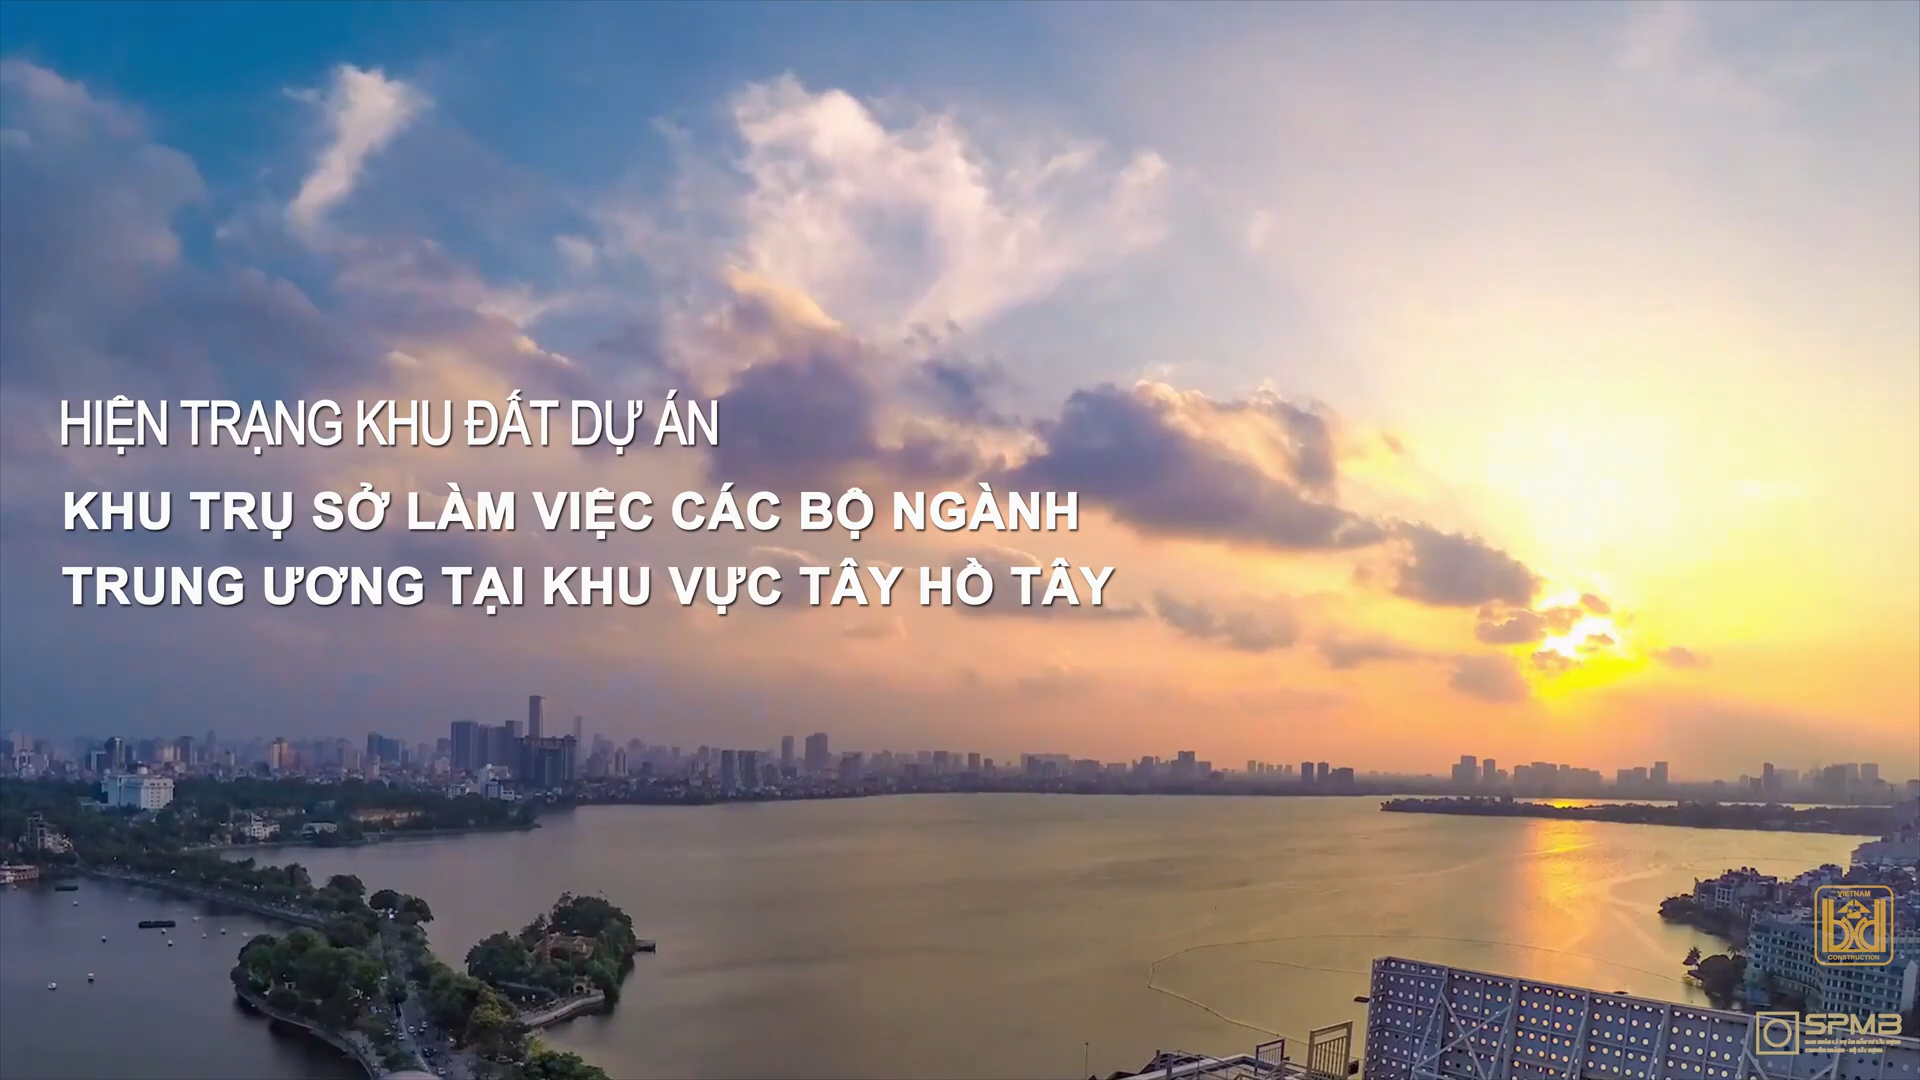 HIỆN TRẠNG KHU ĐẤT DỰ ÁN
KHU TRỤ SỞ LÀM VIỆC CÁC BỘ NGÀNH
TRUNG ƯƠNG TẠI KHU VỰC TÂY HỒ TÂY
VIETNAM
bxd
CONSTRUCTION
SPMB